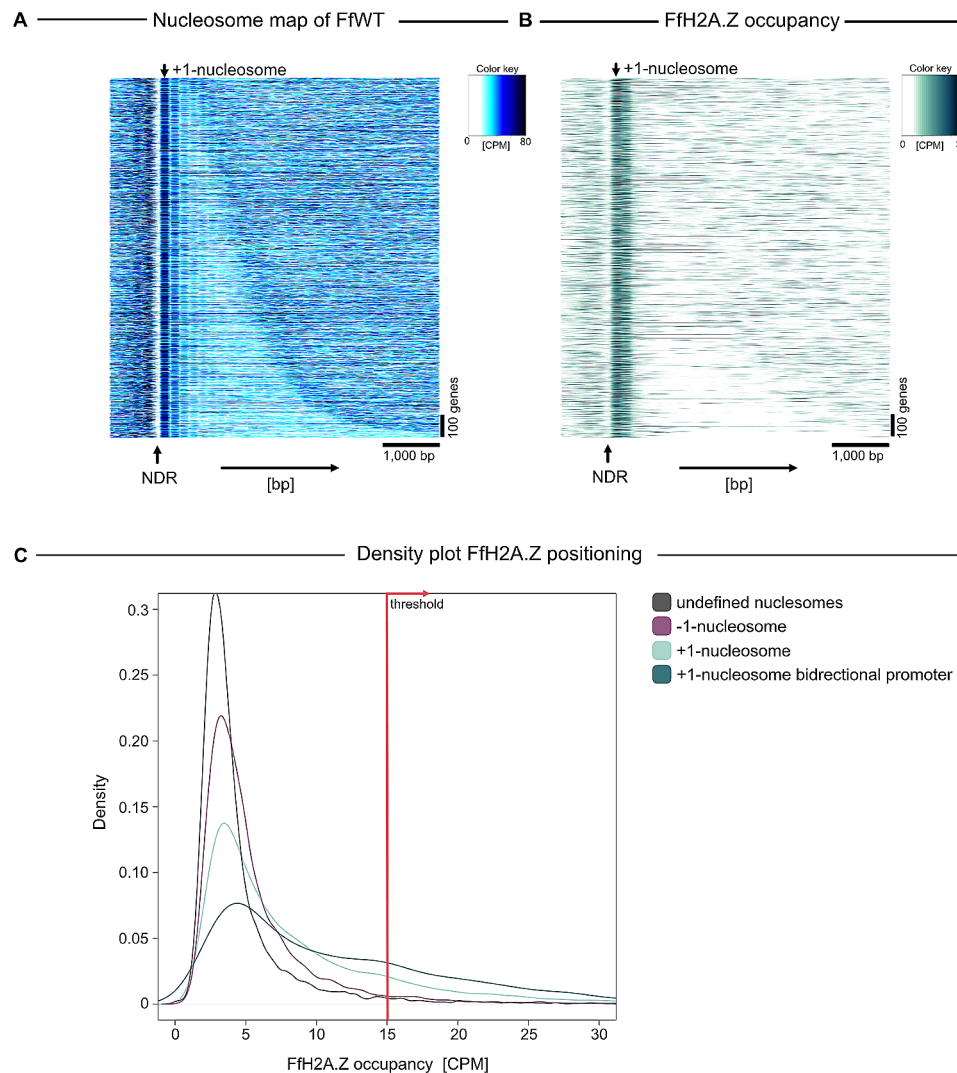 A Nucleosome map of FfWT
B FfH2A.Z occupancy
+1-nucleosome
Color key
0 80
[CPM]
+1-nucleosome
Color key
0
[CPM]
100 genes
1,000 bp
NDR
[bp]
100 genes
1,000 bp
NDR
[bp]
C Density plot FfH2A.Z positioning
threshold
0.3
0.25
0.20
0.15
0.10
0.05
0
Density
0 5 10 15 20 25 30
FfH2A.Z occupancy [CPM]
undefined nuclesomes
-1-nucleosome
+1-nucleosome
+1-nucleosome bidrectional promoter